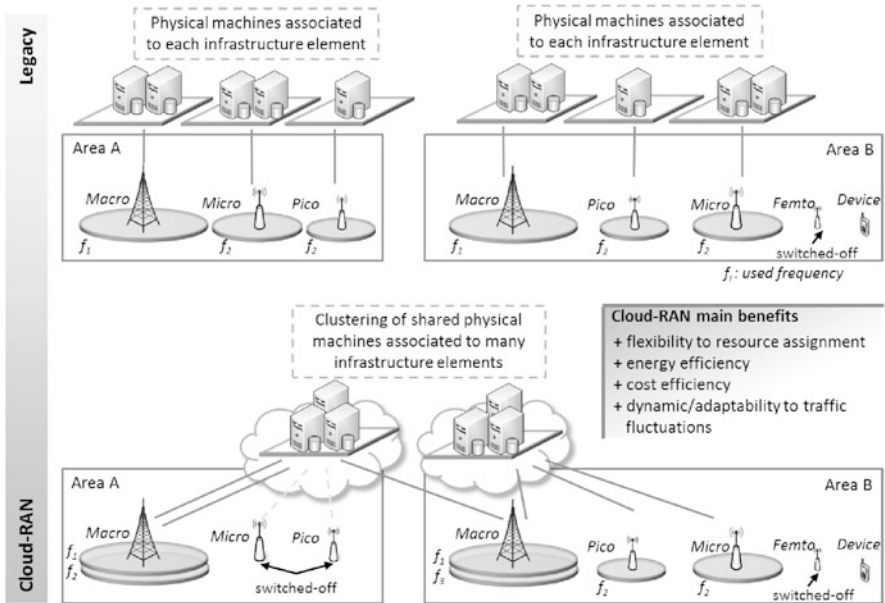 Legacy
Physical machines associated
to each infrastructure element
Physical machines associated
to each infrastructure element
Area A
Macro
Micro
Pico
f1
f2
f2
Area B
Macro
Pico
Micro
Femto
Device
f1
f2
f2
switched-off
fi: used frequency
Clustering of shared physical
machines associated to many
infrastructure elements
Cloud-RAN main benefits
+ flexibility to resource assignment
+ energy efficiency
+ cost efficiency
+ dynamic/adaptability to traffic
fluctuations
Cloud-RAN
Area A
Macro
Micro
Pico
f1
f2
switched-off
Area B
Macro
Pico
Micro
Femto
Device
f1
f3
f2
f2
switched-off